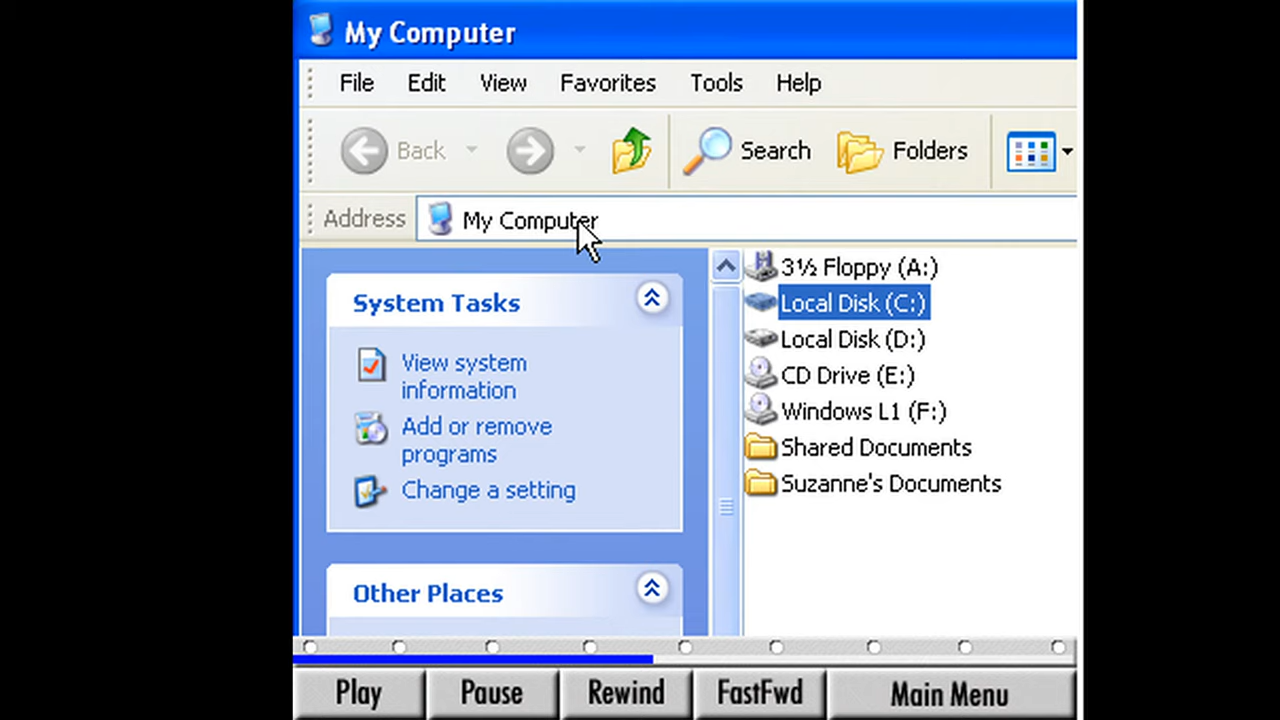 My Computer
File Edit View Favorites Tools Help
Back Search Folders
Address My Computer
System Tasks
View system
information
Add or remove
programs
Change a setting
Other Places
3½ Floppy (A:)
Local Disk (C:)
Local Disk (D:)
CD Drive (E:)
Windows L1 (F:)
Shared Documents
Suzanne's Documents
Play Pause Rewind FastFwd Main Menu